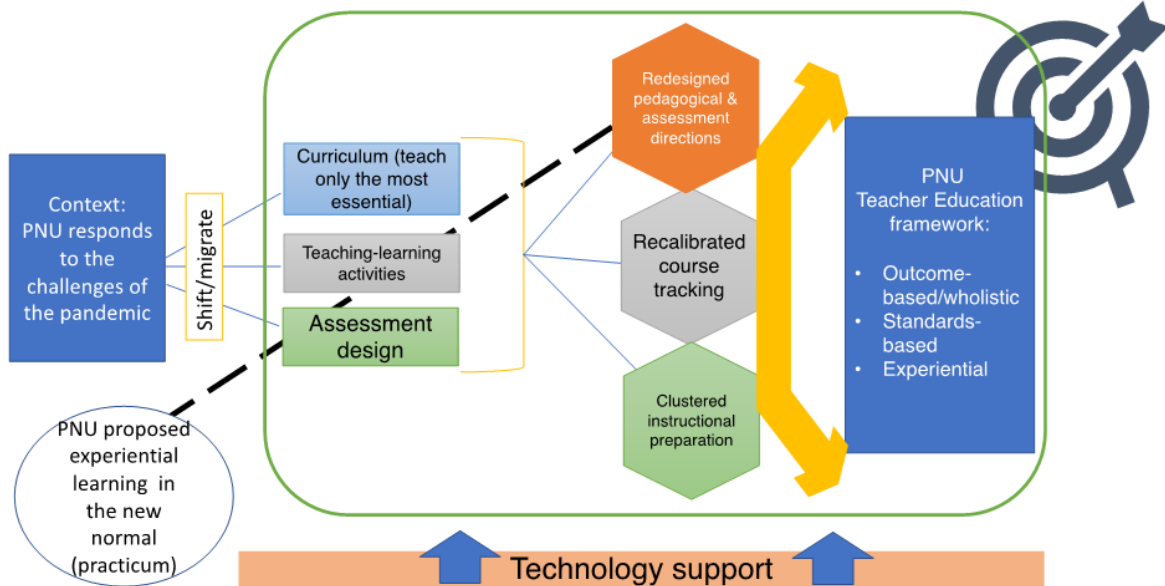 Context:
PNU responds
to the
challenges of
the pandemic
Shift/migrate
Curriculum (teach
only the most
essential)
Teaching-learning
activities
Assessment
design
Redesigned
pedagogical &
assessment
directions
Recalibrated
course
tracking
Clustered
instructional
preparation
PNU
Teacher Education
framework:
• Outcome-
based/wholistic
• Standards-
based
• Experiential
PNU proposed
experiential
learning in
the new
normal
(practicum)
Technology support